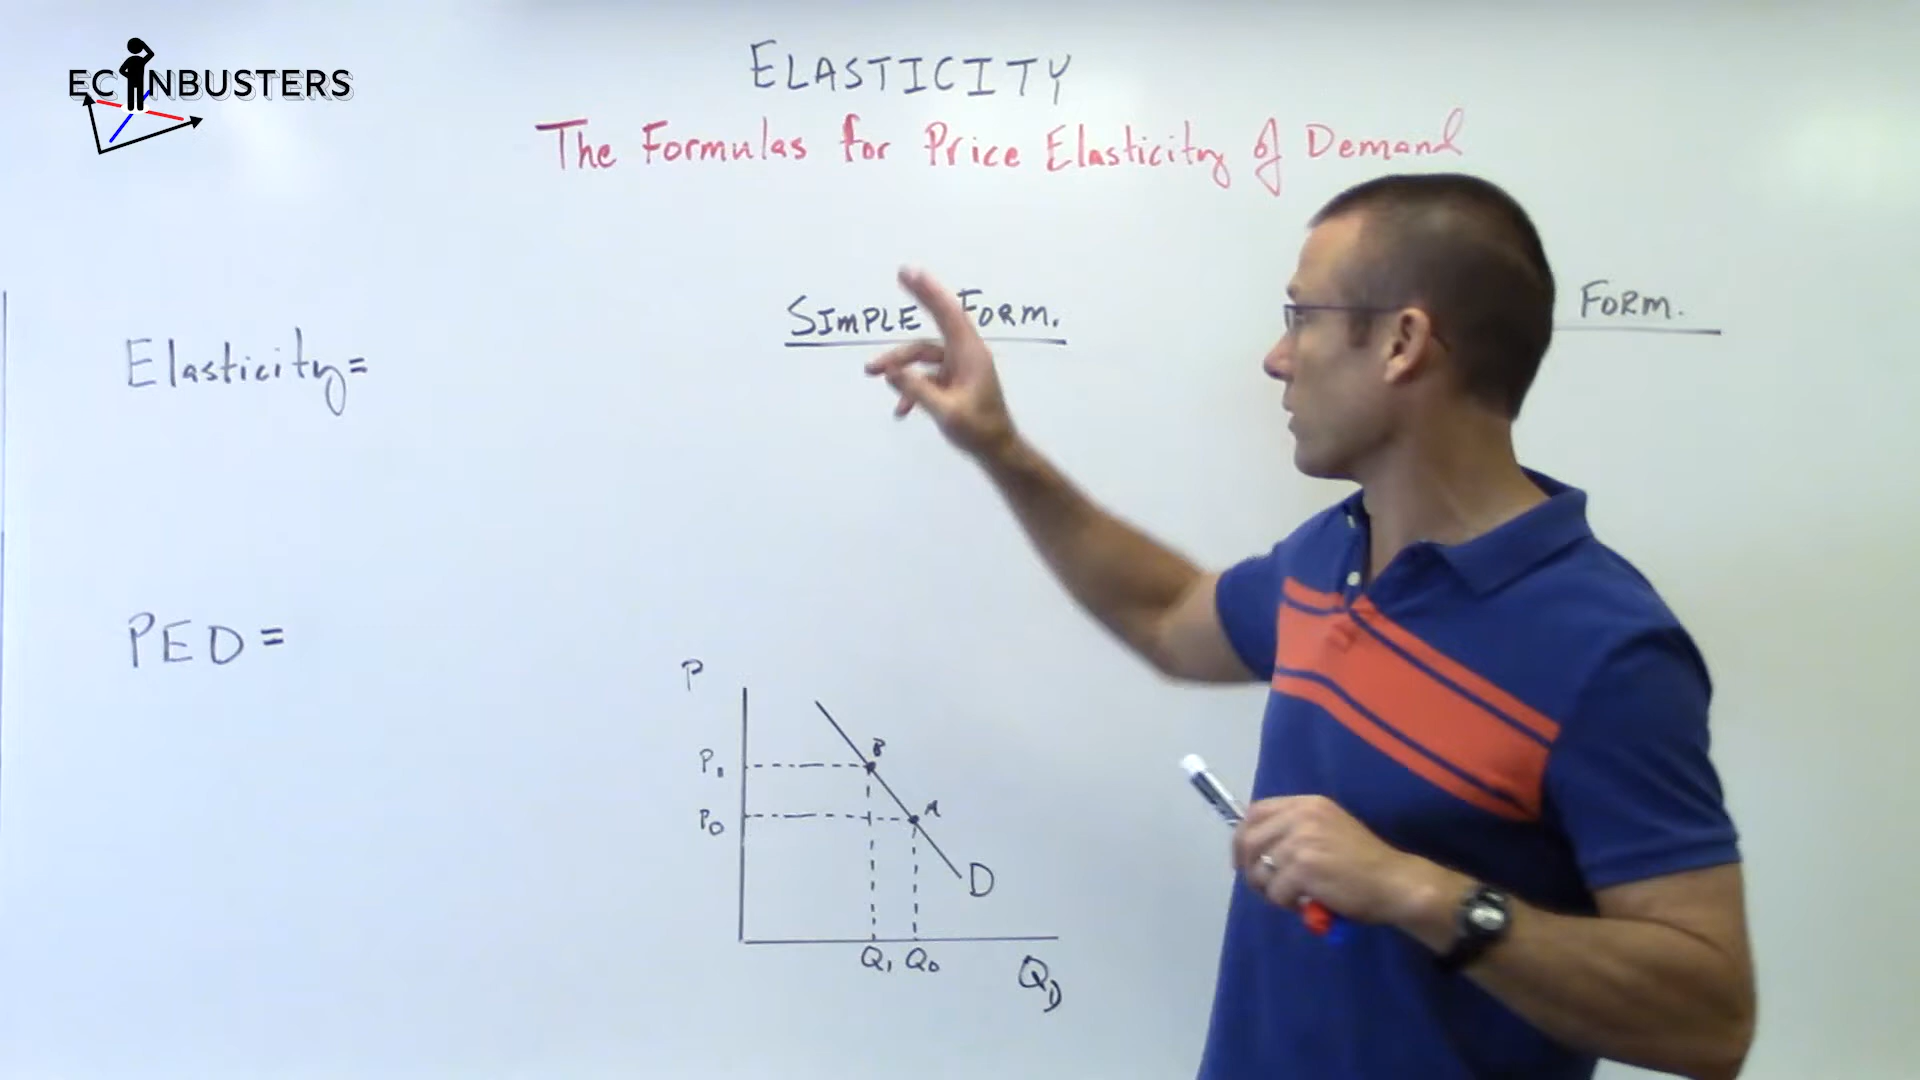 ECONBUSTERS
ELASTICITY
The Formulas for Price Elasticity of Demand
SIMPLE FORM.
FORM.
Elasticity=
PED=
P
B
P1
A
P0
D
Q1 Q0
QD